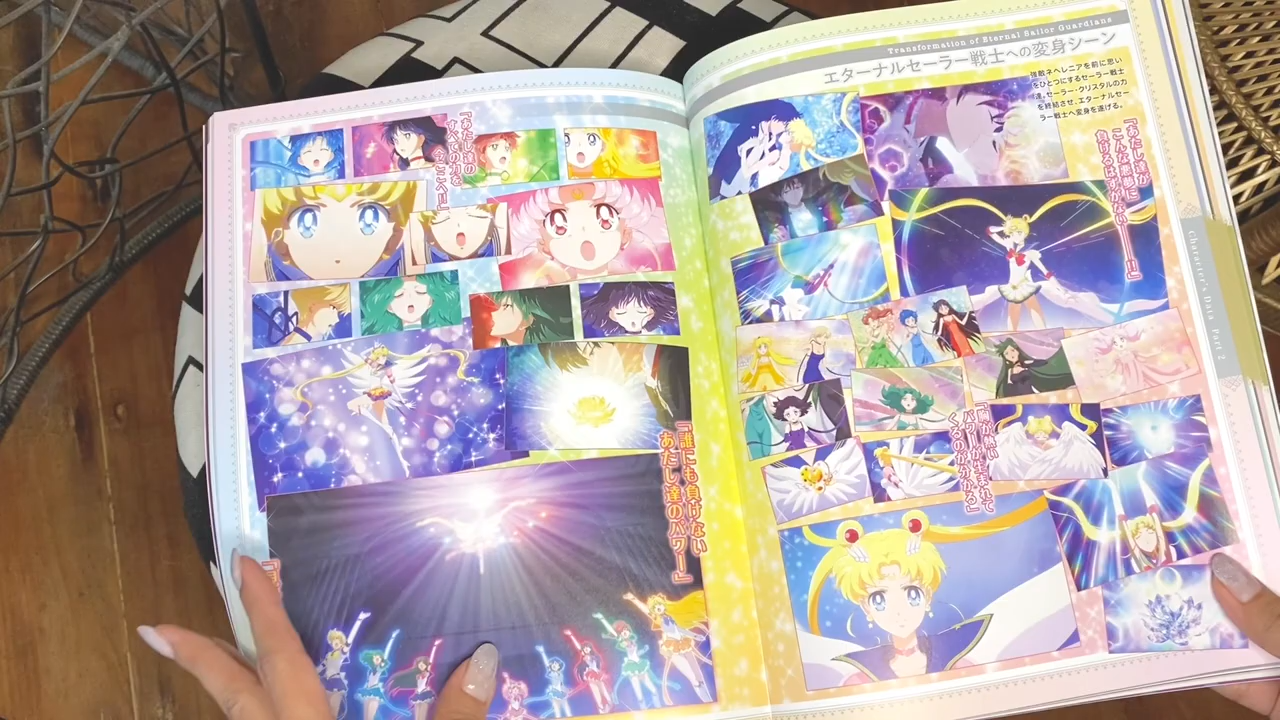 Transformation of Eternal Sailor Guardians
エターナルセーラー戦士への変身シーン
強敵ネヘレニアを前に思い
をひとつにするセーラー戦士
達。セーラー・クリスタルの力
を終結させ、エターナルセー
ラー戦士へ変身を遂げる。
「あたし達が
こんな悪夢に
負けるはずがない――!!」
「胸が熱い
パワーが生まれて
くるのが分かる」
Character's Data Part 2
「あたし達の
すべての力を
今ここへ!!」
「誰にも負けない
あたし達のパワー!」